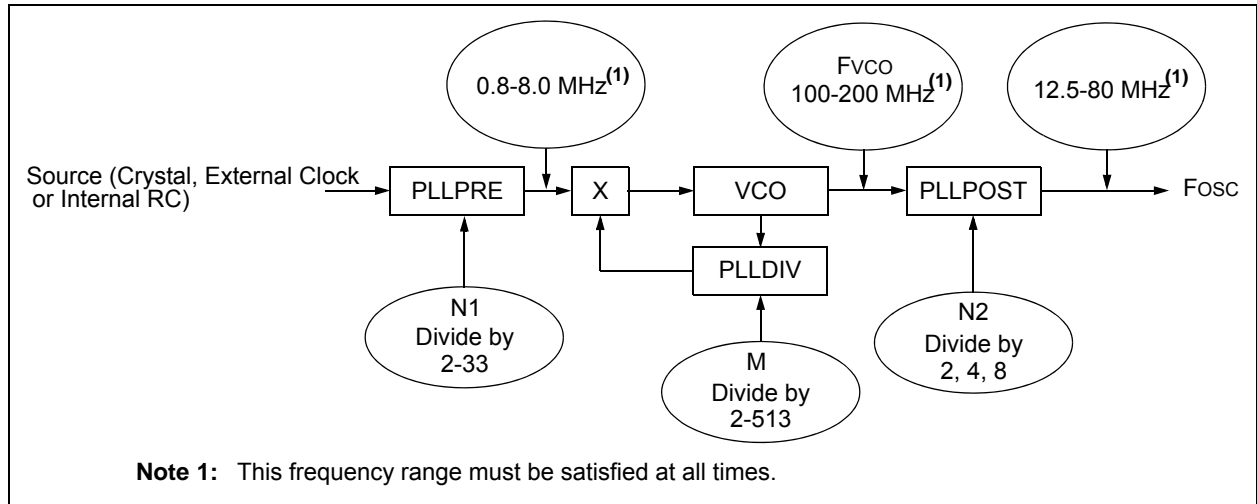 0.8-8.0 MHz(1)
FVCO
100-200 MHz(1)
12.5-80 MHz(1)
Source (Crystal, External Clock
or Internal RC)
PLLPRE
X
VCO
PLLPOST
FOSC
PLLDIV
N1
Divide by
2-33
M
Divide by
2-513
N2
Divide by
2, 4, 8
Note 1: This frequency range must be satisfied at all times.